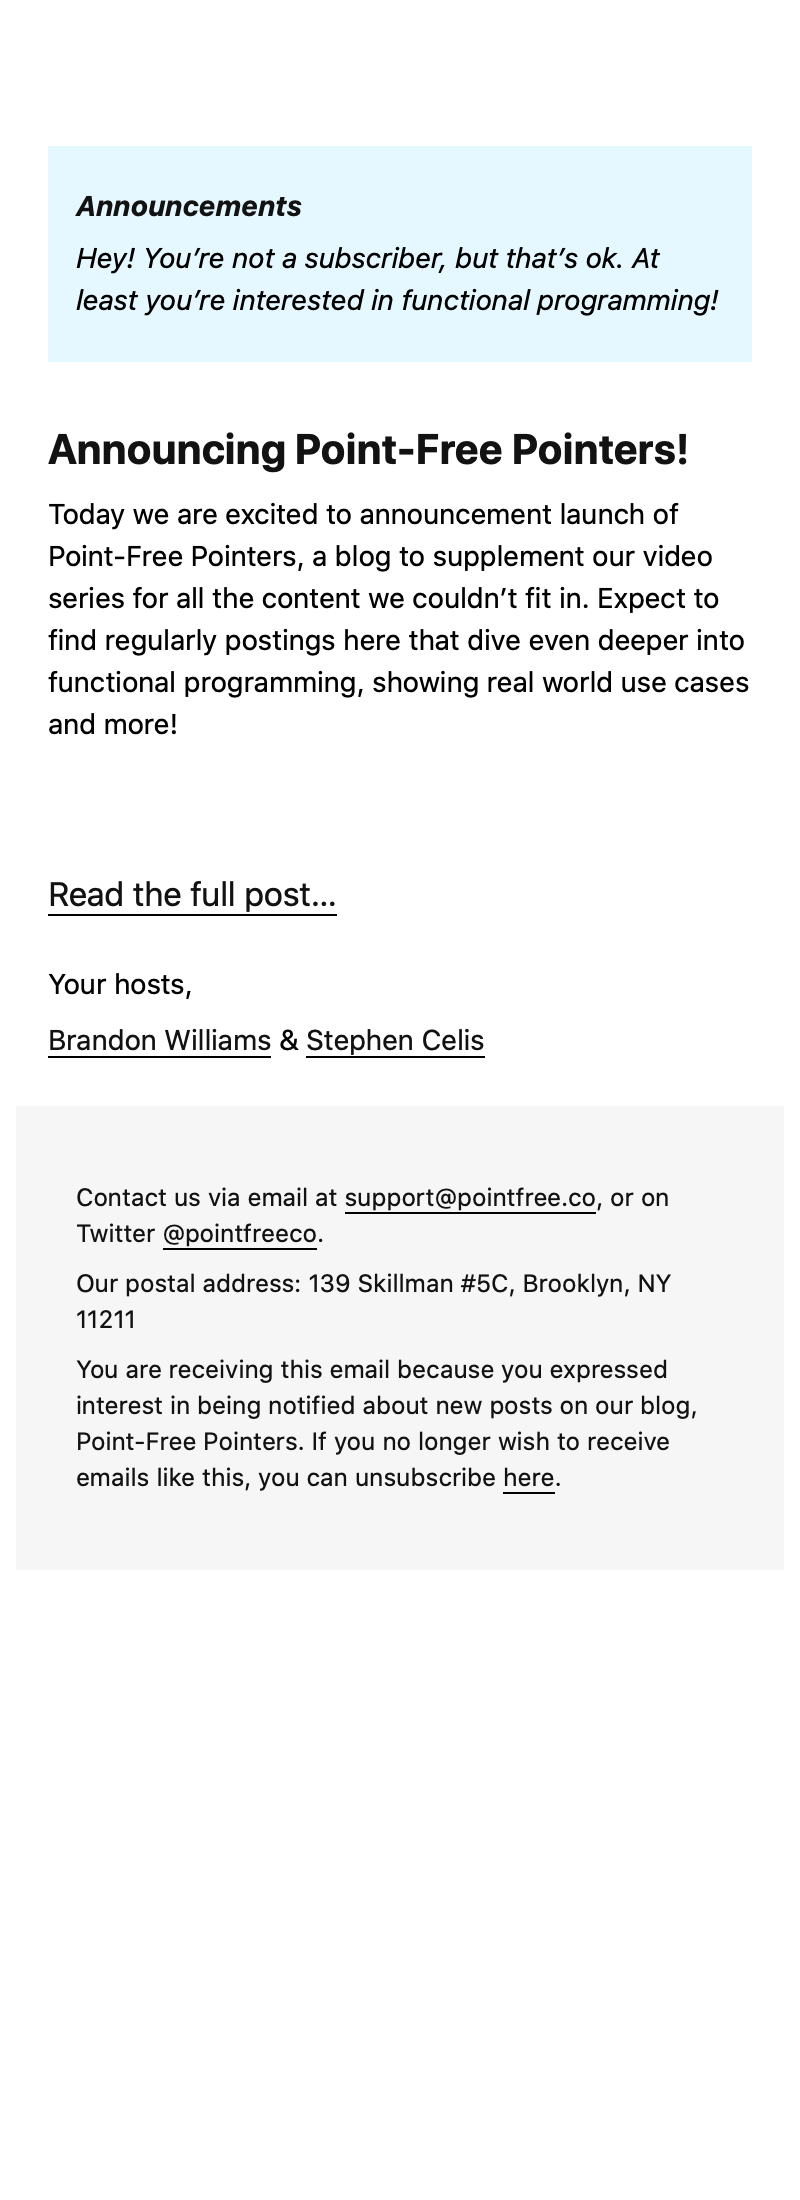 Announcements
Hey! You’re not a subscriber, but that’s ok. At
least you’re interested in functional programming!
Announcing Point-Free Pointers!
Today we are excited to announcement launch of
Point-Free Pointers, a blog to supplement our video
series for all the content we couldn’t fit in. Expect to
find regularly postings here that dive even deeper into
functional programming, showing real world use cases
and more!
Read the full post…
Your hosts,
Brandon Williams & Stephen Celis
Contact us via email at support@pointfree.co, or on
Twitter @pointfreeco.
Our postal address: 139 Skillman #5C, Brooklyn, NY
11211
You are receiving this email because you expressed
interest in being notified about new posts on our blog,
Point-Free Pointers. If you no longer wish to receive
emails like this, you can unsubscribe here.